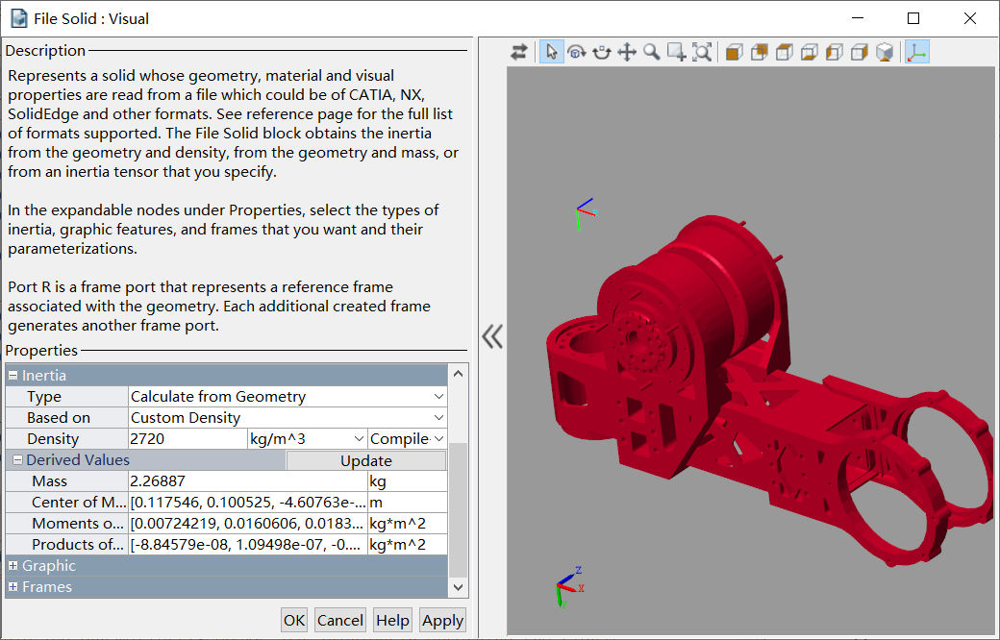 File Solid : Visual
Description
Represents a solid whose geometry, material and visual
properties are read from a file which could be of CATIA, NX,
SolidEdge and other formats. See reference page for the full list
of formats supported. The File Solid block obtains the inertia
from the geometry and density, from the geometry and mass, or
from an inertia tensor that you specify.
In the expandable nodes under Properties, select the types of
inertia, graphic features, and frames that you want and their
parameterizations.
Port R is a frame port that represents a reference frame
associated with the geometry. Each additional created frame
generates another frame port.
Properties
Inertia
Type Calculate from Geometry
Based on Custom Density
Density 2720 kg/m^3 Compile-
Derived Values Update
Mass 2.26887 kg
Center of M... [0.117546, 0.100525, -4.60763e-... m
Moments o... [0.00724219, 0.0160606, 0.0183... kg*m^2
Products of... [-8.84579e-08, 1.09498e-07, -0.... kg*m^2
Graphic
Frames
OK Cancel Help Apply
Z
X
Y